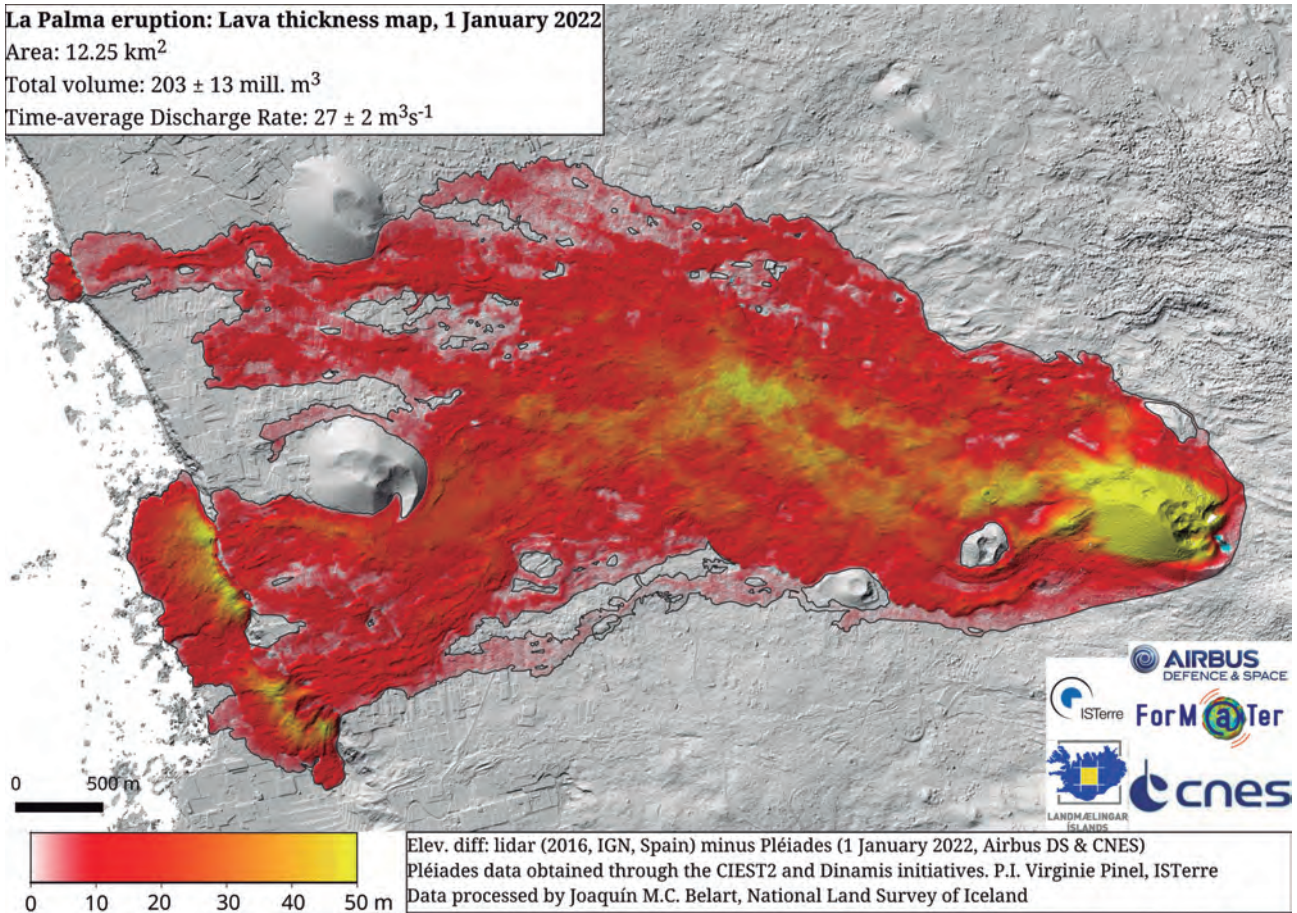 La Palma eruption: Lava thickness map, 1 January 2022
Area: 12.25 km²
Total volume: 203 ± 13 mill. m³
Time-average Discharge Rate: 27 ± 2 m³s⁻¹
AIRBUS
DEFENCE & SPACE
ISTerre
ForM@Ter
LANDMÆLINGAR
ÍSLANDS
cnes
0 500 m
0 10 20 30 40 50 m
Elev. diff: lidar (2016, IGN, Spain) minus Pléiades (1 January 2022, Airbus DS & CNES)
Pléiades data obtained through the CIEST2 and Dinamis initiatives. P.I. Virginie Pinel, ISTerre
Data processed by Joaquín M.C. Belart, National Land Survey of Iceland